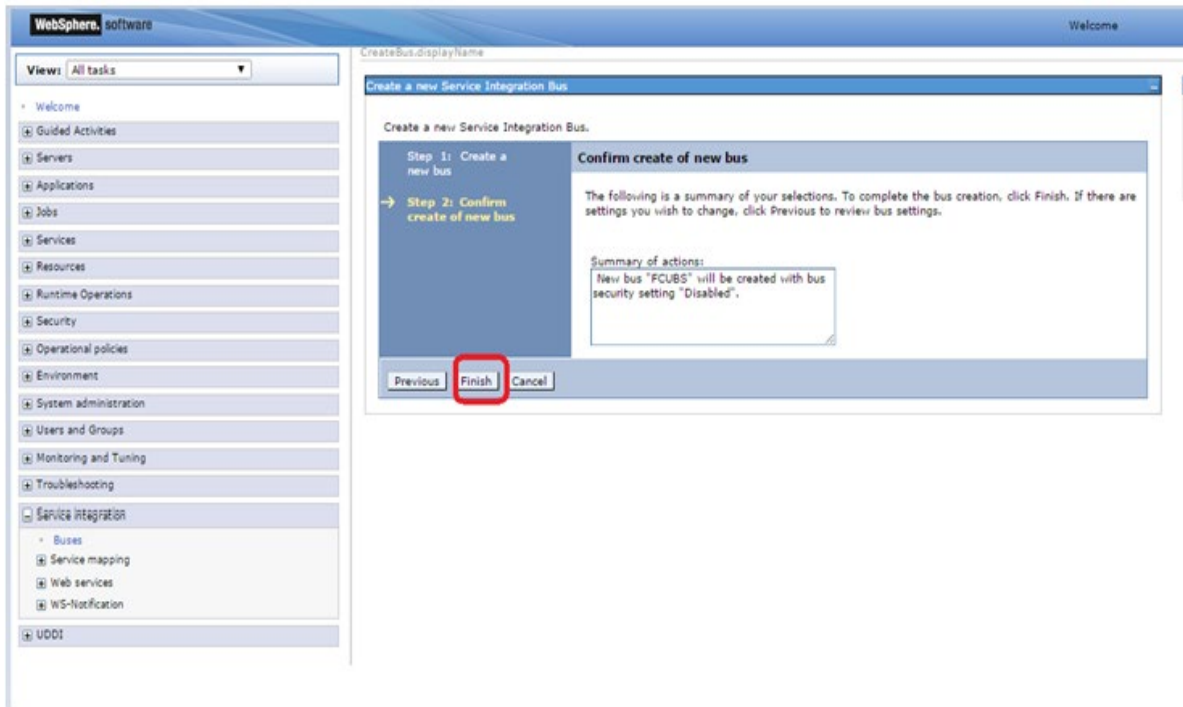 WebSphere. software
Welcome
CreateBus.displayName
View: All tasks
Welcome
Guided Activities
Servers
Applications
Jobs
Services
Resources
Runtime Operations
Security
Operational policies
Environment
System administration
Users and Groups
Monitoring and Tuning
Troubleshooting
Service integration
Buses
Service mapping
Web services
WS-Notification
UDDI
Create a new Service Integration Bus
Create a new Service Integration Bus.
Step 1: Create a
new bus
Step 2: Confirm
create of new bus
Confirm create of new bus
The following is a summary of your selections. To complete the bus creation, click Finish. If there are
settings you wish to change, click Previous to review bus settings.
Summary of actions:
New bus "FCUBS" will be created with bus
security setting "Disabled".
Previous Finish Cancel